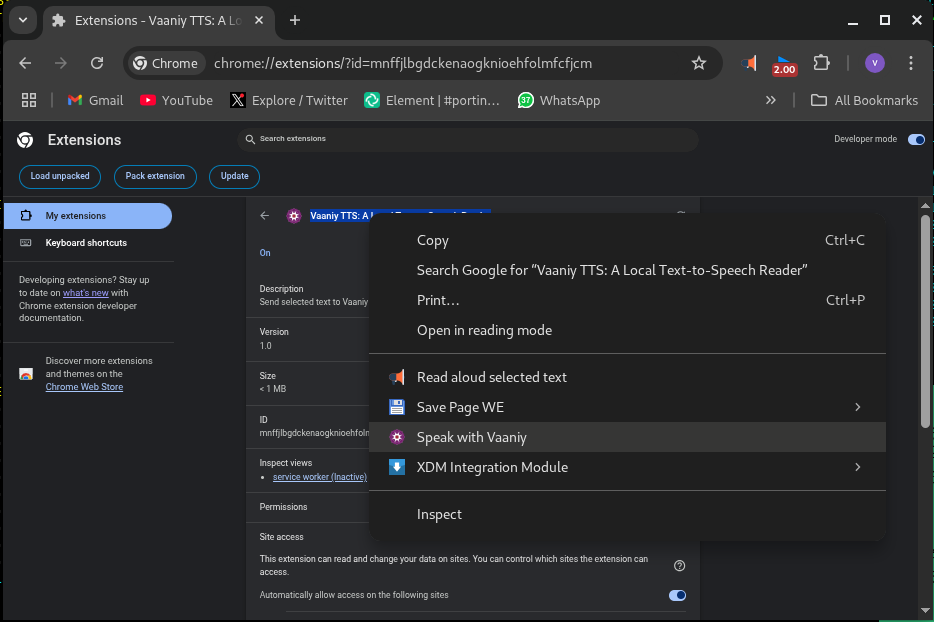 Extensions - Vaaniy TTS: A Lo
Chrome
chrome://extensions/?id=mnffjlbgdckenaogknioehfolmfcfjcm
2.00
V
Gmail
YouTube
Explore / Twitter
Element | #portin…
37
WhatsApp
All Bookmarks
Extensions
Search extensions
Developer mode
Load unpacked
Pack extension
Update
My extensions
Keyboard shortcuts
Developing extensions? Stay up
to date on what's new with
Chrome extension developer
documentation.
Discover more extensions
and themes on the
Chrome Web Store
Vaaniy TTS: A Local Text-to-Speech Reader
On
Description
Send selected text to Vaaniy
Version
1.0
Size
< 1 MB
ID
mnffjlbgdckenaogknioehfolm
Inspect views
service worker (Inactive)
Permissions
Site access
This extension can read and change your data on sites. You can control which sites the extension can
access.
Automatically allow access on the following sites
Copy Ctrl+C
Search Google for “Vaaniy TTS: A Local Text-to-Speech Reader”
Print… Ctrl+P
Open in reading mode
Read aloud selected text
Save Page WE
Speak with Vaaniy
XDM Integration Module
Inspect